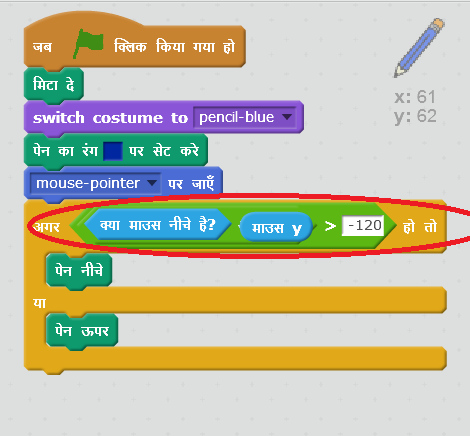 जब क्लिक किया गया हो
मिटा दे
switch costume to pencil-blue
पेन का रंग पर सेट करे
mouse-pointer पर जाएँ
अगर क्या माउस नीचे है? माउस y > -120 हो तो
पेन नीचे
या
पेन ऊपर
x: 61
y: 62